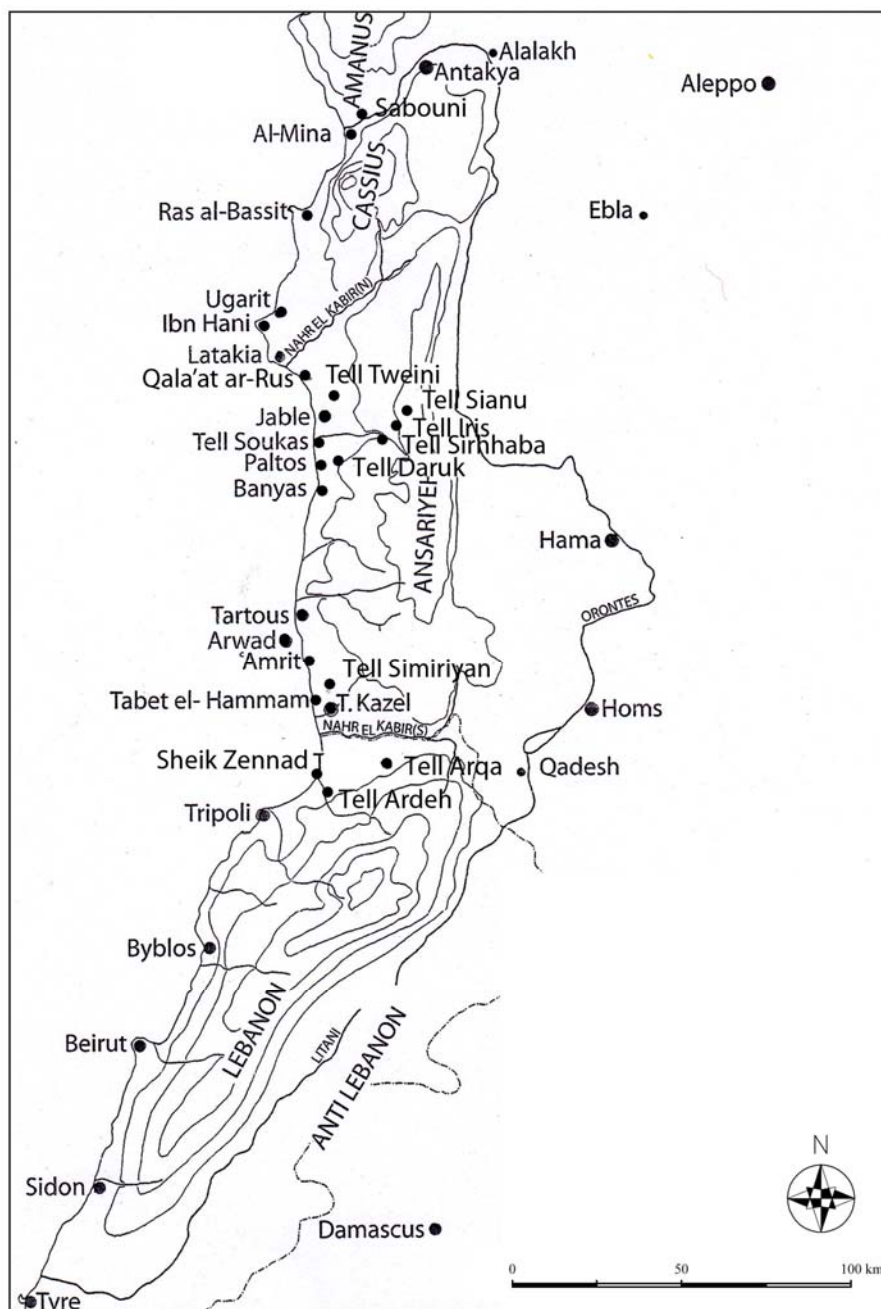 AMANUS
Alalakh
Antakya
Aleppo
Sabouni
Al-Mina
CASSIUS
Ras al-Bassit
Ebla
Ugarit
NAHR EL KABIR(N)
Ibn Hani
Latakia
Qala'at ar-Rus
Tell Tweini
Tell Sianu
Jable
Tell Iris
Tell Soukas
Tell Sirhhaba
Paltos
Tell Daruk
Banyas
ANSARIYEH
Hama
ORONTES
Tartous
Arwad
ʿAmrit
Tell Simiriyan
Tabet el- Hammam
T. Kazel
Homs
NAHR EL KABIR(S)
Sheik Zennad
Tell Arqa
Qadesh
Tell Ardeh
Tripoli
Byblos
LEBANON
Beirut
LITANI
ANTI LEBANON
N
Sidon
Damascus
0 50 100 km
Tyre